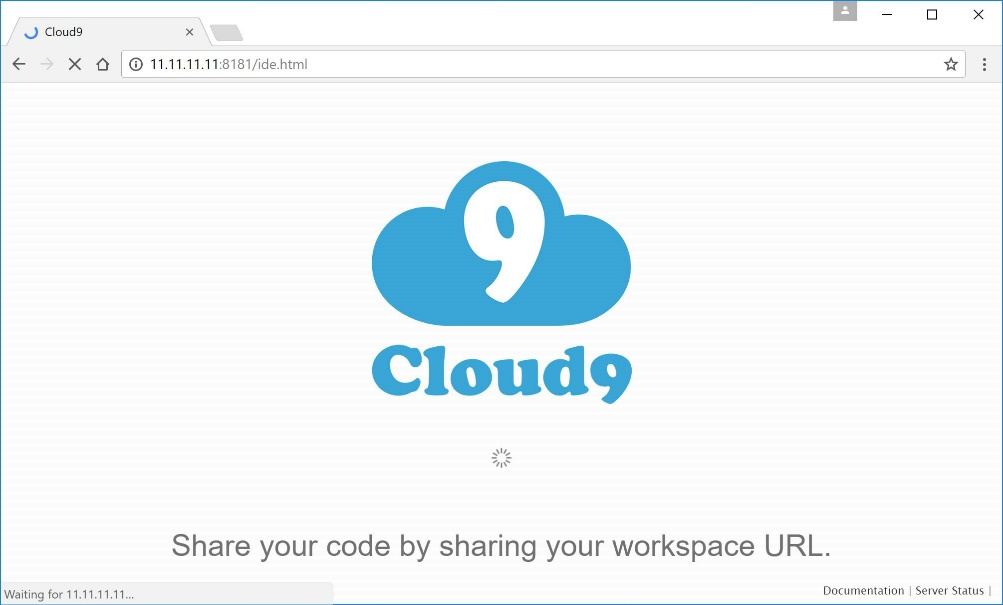 Cloud9
11.11.11.11:8181/ide.html
9
Cloud9
Share your code by sharing your workspace URL.
Waiting for 11.11.11.11...
Documentation | Server Status |